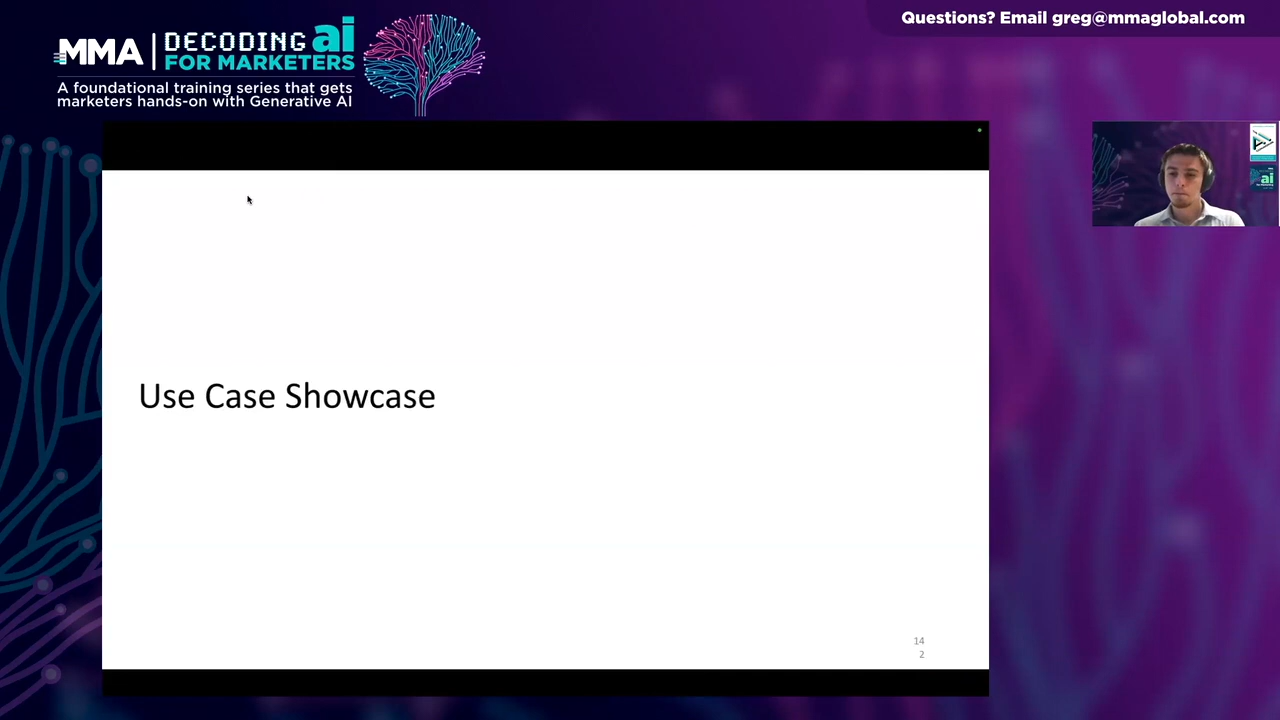 Questions? Email greg@mmaglobal.com
MMA
DECODING ai
FOR MARKETERS
A foundational training series that gets
marketers hands-on with Generative AI
ai
Use Case Showcase
14
2